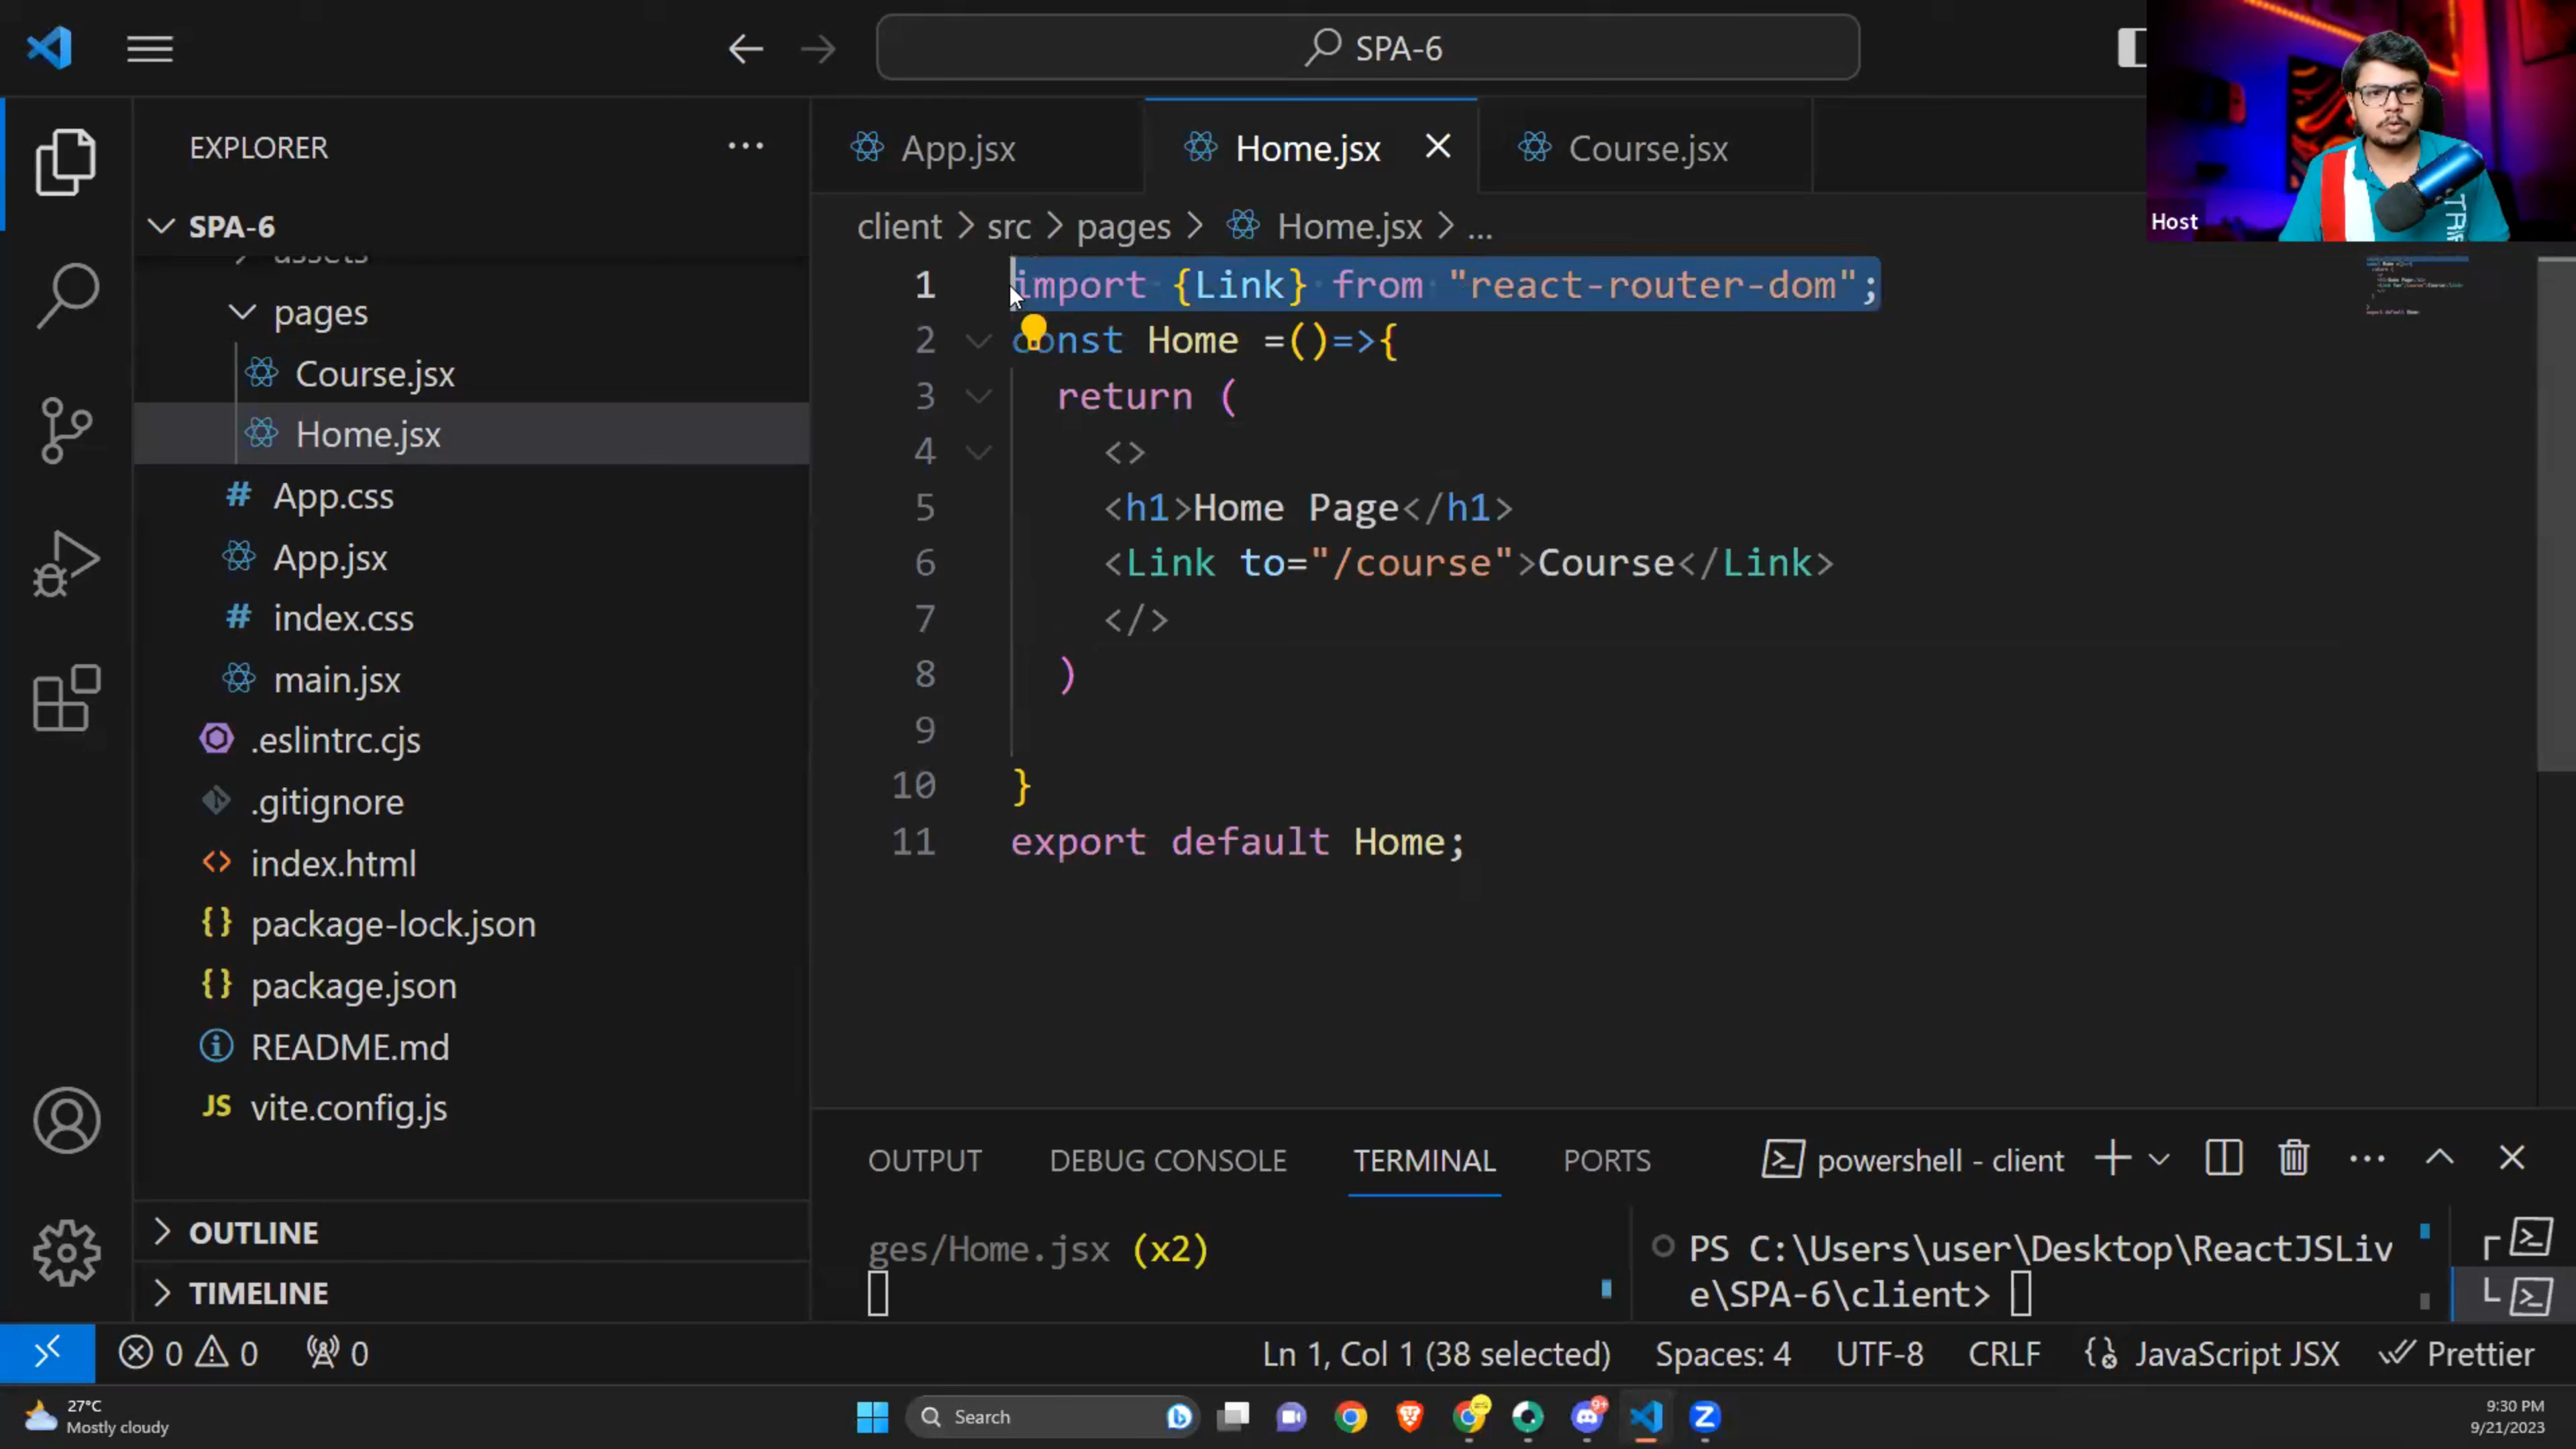 SPA-6
Host
EXPLORER
SPA-6
assets
pages
Course.jsx
Home.jsx
App.css
App.jsx
index.css
main.jsx
.eslintrc.cjs
.gitignore
index.html
package-lock.json
package.json
README.md
vite.config.js
OUTLINE
TIMELINE
App.jsx
Home.jsx
Course.jsx
client > src > pages > Home.jsx > ...
1 import {Link} from "react-router-dom";
2 const Home =()=>{
3 return (
4 <>
5 <h1>Home Page</h1>
6 <Link to="/course">Course</Link>
7 </>
8 )
9
10 }
11 export default Home;
OUTPUT DEBUG CONSOLE TERMINAL PORTS powershell - client
ges/Home.jsx (x2)
PS C:\Users\user\Desktop\ReactJSLiv
e\SPA-6\client>
0 0 0 Ln 1, Col 1 (38 selected) Spaces: 4 UTF-8 CRLF JavaScript JSX Prettier
27°C
Mostly cloudy
Search
9+
9:30 PM
9/21/2023